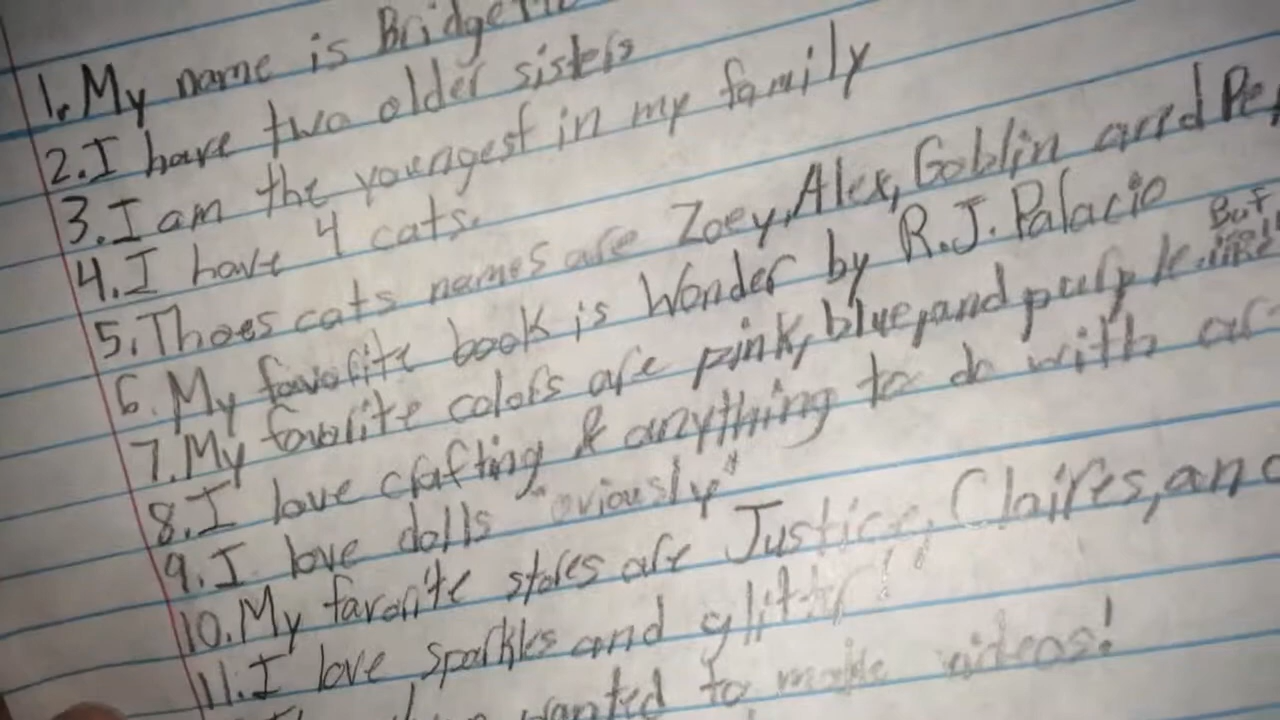 1. My name is
2. I have two older sisters
3. I am the youngest in my family
4. I have 4 cats.
5. Thoes cats names are Zoey, Alex, Goblin and
6. My favorite book is Wonder by R.J. Palacio
7. My favorite colors are pink, blue, and purple. But
8. I love crafting & anything to do with
9. I love dolls "oviously"
10. My favorite stores are Justice, Claires, and
11. I love sparkles and glitter!!
wanted to make videos!